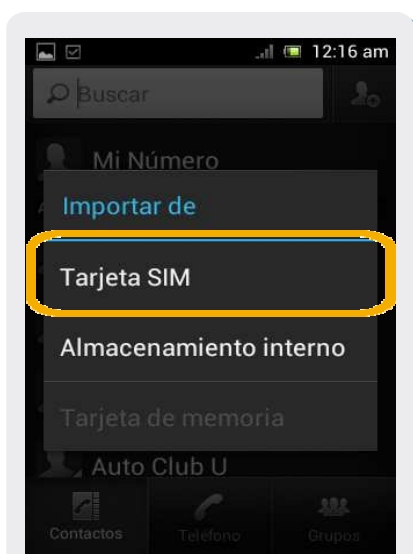 12:16 am
Buscar
Mi Número
A
Importar de
Tarjeta SIM
Almacenamiento interno
Tarjeta de memoria
Auto Club U
Contactos
Teléfono
Grupos